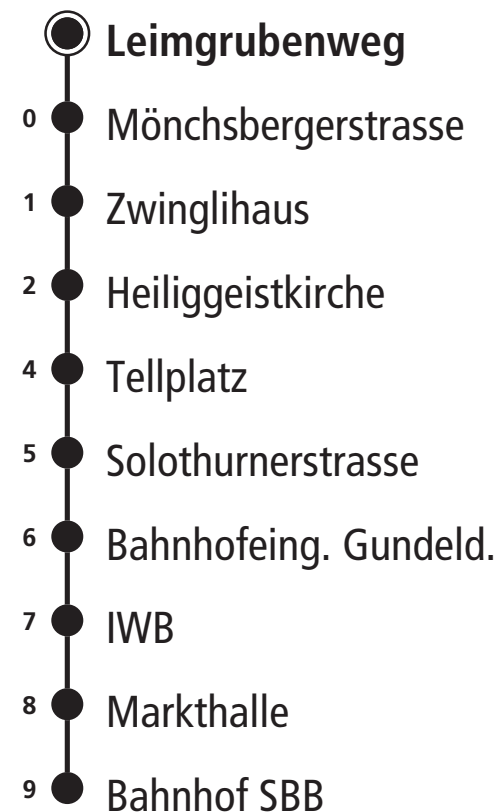 Leimgrubenweg
0 Mönchsbergerstrasse
1 Zwinglihaus
2 Heiliggeistkirche
4 Tellplatz
5 Solothurnerstrasse
6 Bahnhofeing. Gundeld.
7 IWB
8 Markthalle
9 Bahnhof SBB